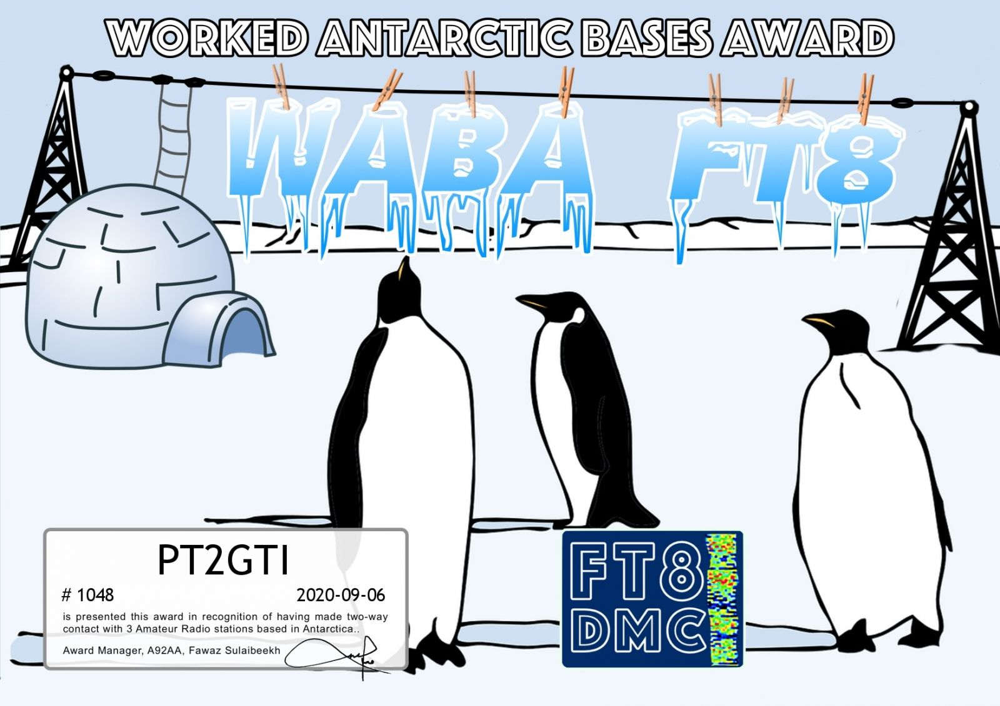 WORKED ANTARCTIC BASES AWARD
WABA FT8
PT2GTI
# 1048 2020-09-06
is presented this award in recognition of having made two-way
contact with 3 Amateur Radio stations based in Antarctica..
Award Manager, A92AA, Fawaz Sulaibeekh
FT8
DMC